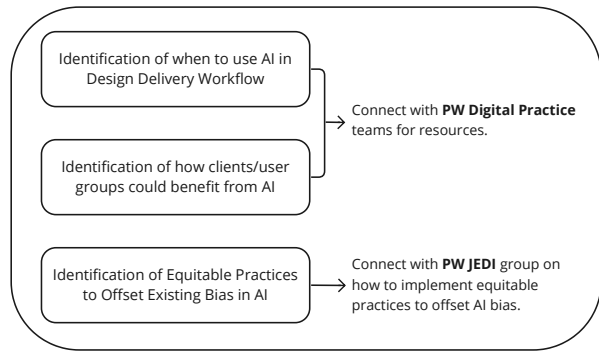 Identification of when to use AI in
Design Delivery Workflow
Connect with PW Digital Practice
teams for resources.
Identification of how clients/user
groups could benefit from AI
Identification of Equitable Practices
to Offset Existing Bias in AI
Connect with PW JEDI group on
how to implement equitable
practices to offset AI bias.